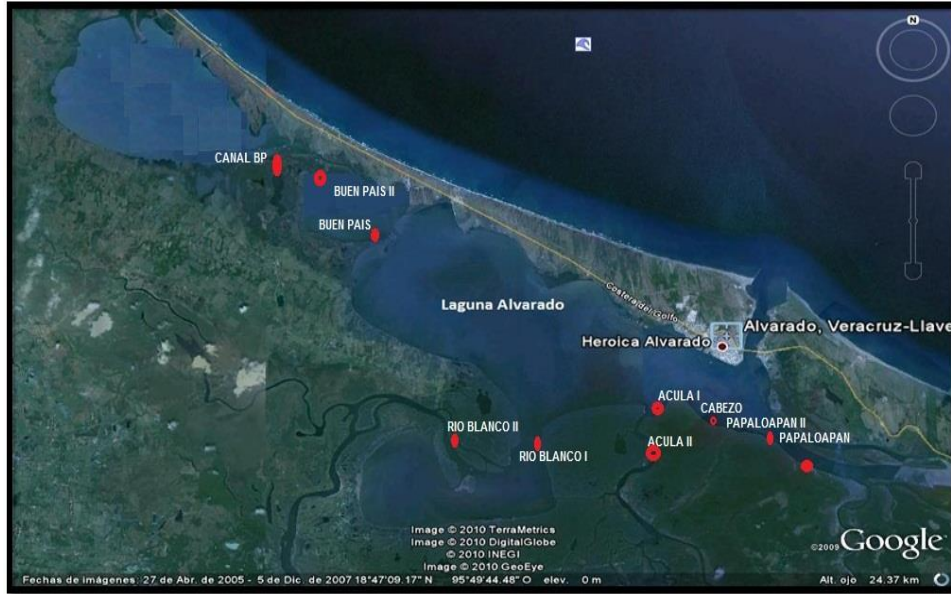 N
CANAL BP
BUEN PAIS II
BUEN PAIS
Costera del Golfo
Laguna Alvarado
Alvarado, Veracruz-Llave
Heroica Alvarado
ACULA I
CABEZO
PAPALOAPAN II
RIO BLANCO II
PAPALOAPAN
ACULA II
RIO BLANCO I
Image © 2010 TerraMetrics
Image © 2010 DigitalGlobe
© 2010 INEGI
Image © 2010 GeoEye
©2009 Google
Fechas de imágenes: 27 de Abr. de 2005 - 5 de Dic. de 2007 18°47'09.17" N 95°49'44.48" O elev. 0 m Alt. ojo 24.37 km